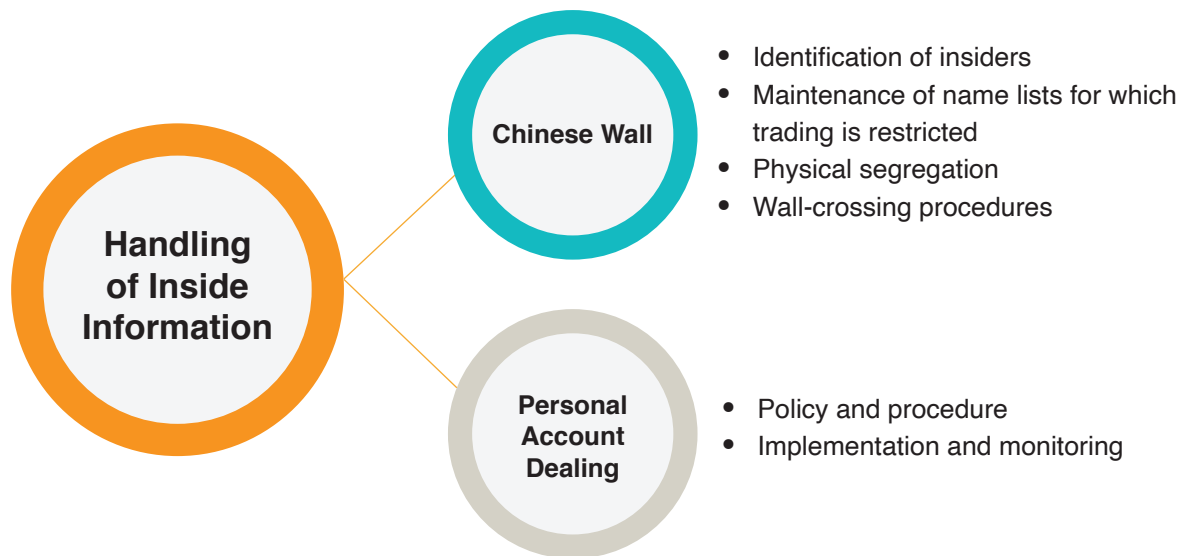 Handling
of Inside
Information
Chinese Wall
• Identification of insiders
• Maintenance of name lists for which
trading is restricted
• Physical segregation
• Wall-crossing procedures
Personal
Account
Dealing
• Policy and procedure
• Implementation and monitoring